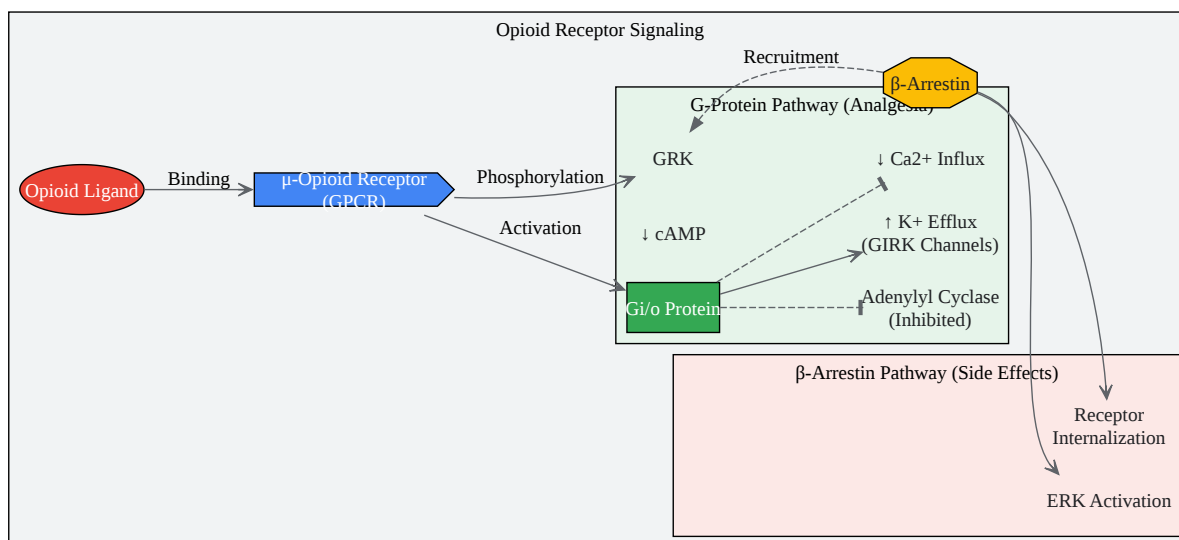 Opioid Receptor Signaling
Recruitment
β-Arrestin
G-Protein Pathway (Analgesia)
GRK
↓ Ca2+ Influx
Opioid Ligand
Binding
μ-Opioid Receptor
(GPCR)
Phosphorylation
Activation
↓ cAMP
↑ K+ Efflux
(GIRK Channels)
Gi/o Protein
Adenylyl Cyclase
(Inhibited)
β-Arrestin Pathway (Side Effects)
Receptor
Internalization
ERK Activation